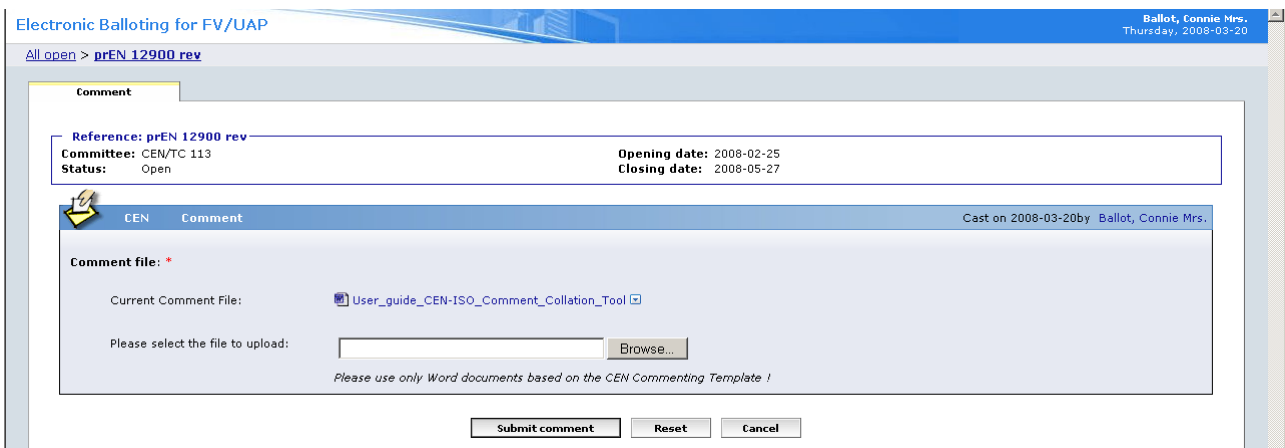 Electronic Balloting for FV/UAP
Ballot, Connie Mrs.
Thursday, 2008-03-20
All open > prEN 12900 rev
Comment
Reference: prEN 12900 rev
Committee: CEN/TC 113
Opening date: 2008-02-25
Status: Open
Closing date: 2008-05-27
CEN Comment
Cast on 2008-03-20by Ballot, Connie Mrs.
Comment file: *
Current Comment File: User_guide_CEN-ISO_Comment_Collation_Tool
Please select the file to upload: Browse...
Please use only Word documents based on the CEN Commenting Template !
Submit comment Reset Cancel